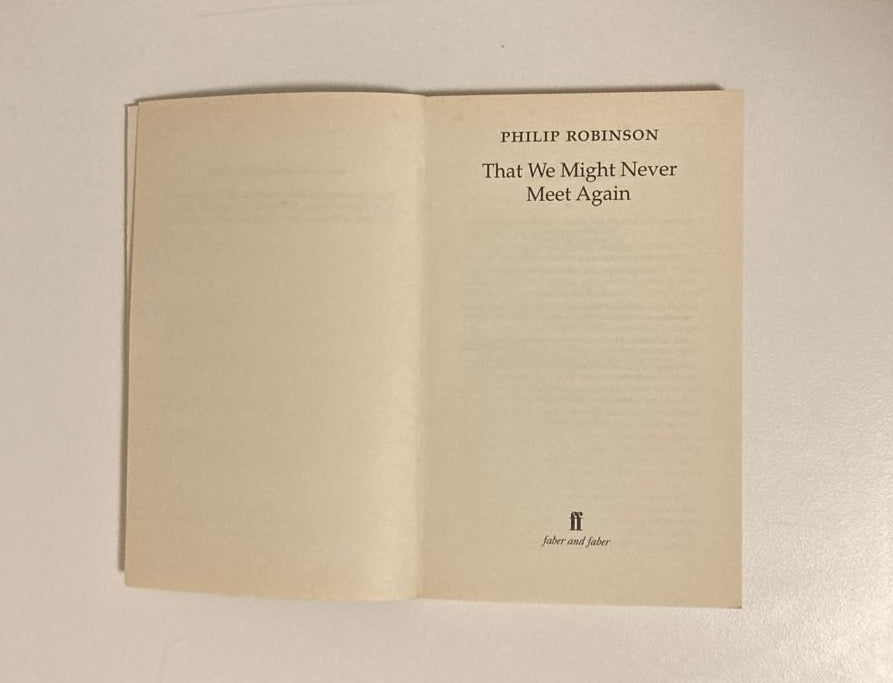 PHILIP ROBINSON
That We Might Never
Meet Again
ff
faber and faber